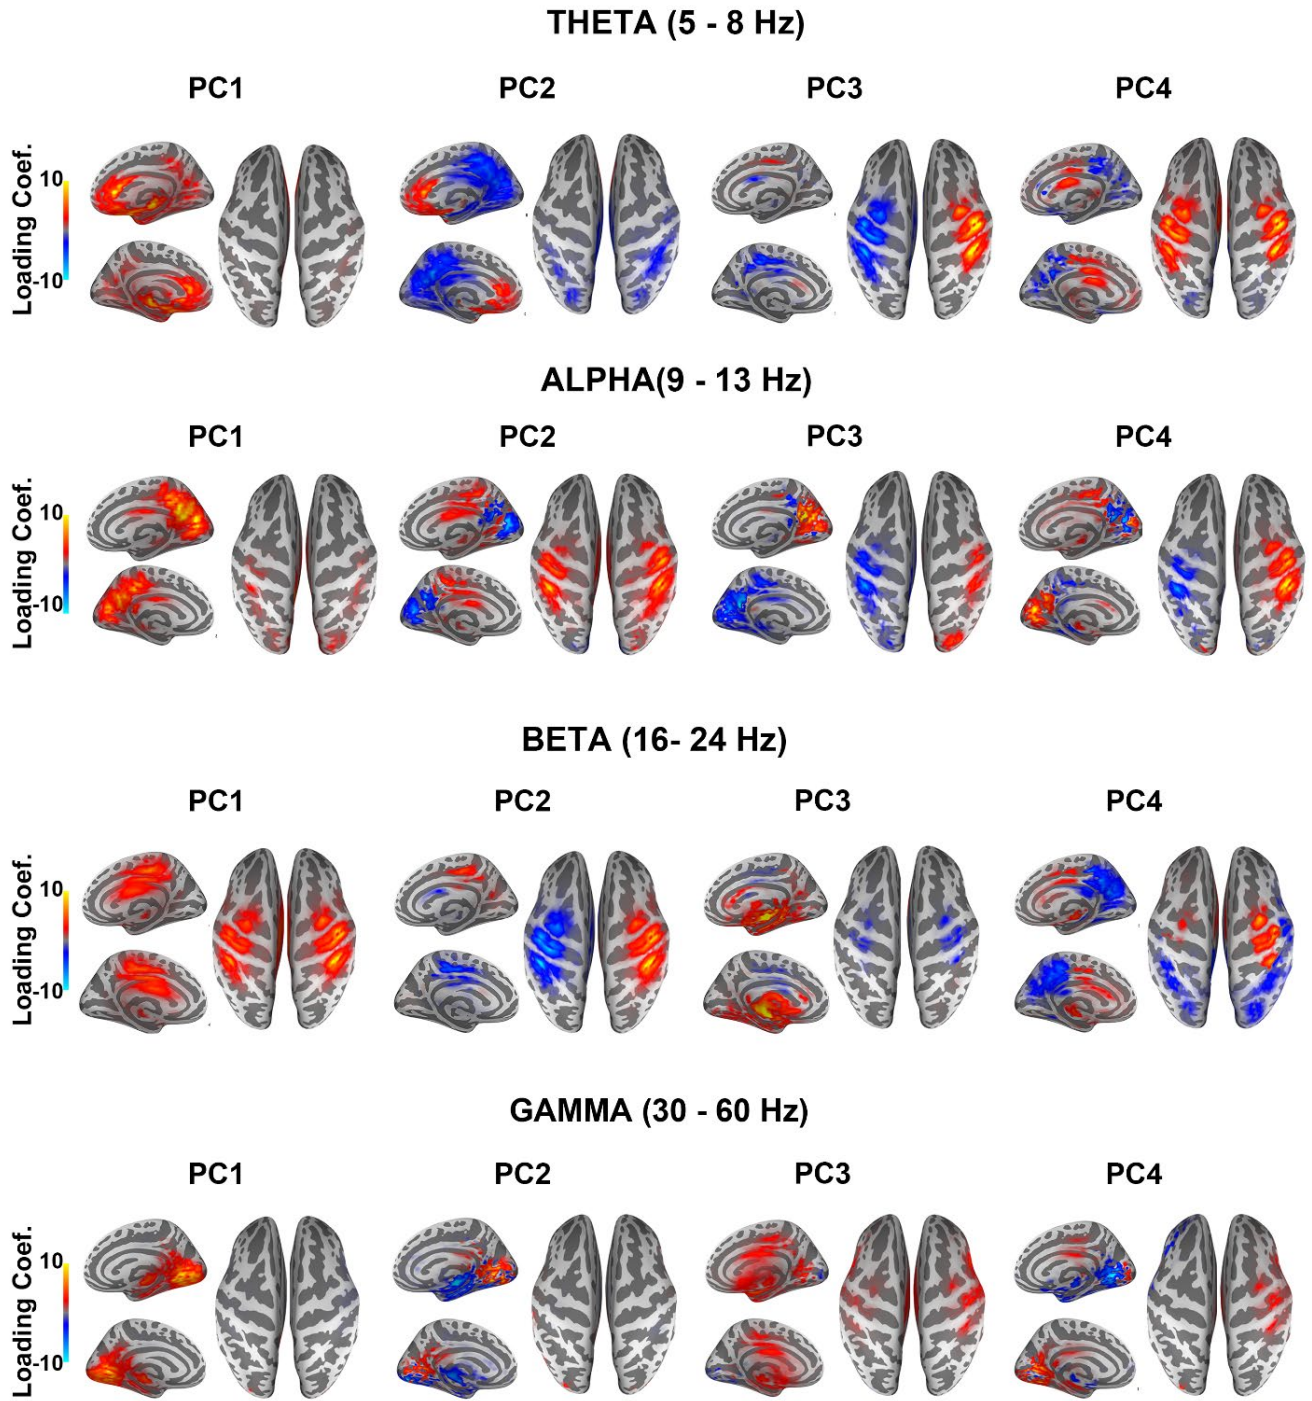 THETA (5 - 8 Hz)
PC1 PC2 PC3 PC4
Loading Coef.
10
-10
ALPHA(9 - 13 Hz)
PC1 PC2 PC3 PC4
Loading Coef.
10
-10
BETA (16- 24 Hz)
PC1 PC2 PC3 PC4
Loading Coef.
10
-10
GAMMA (30 - 60 Hz)
PC1 PC2 PC3 PC4
Loading Coef.
10
-10